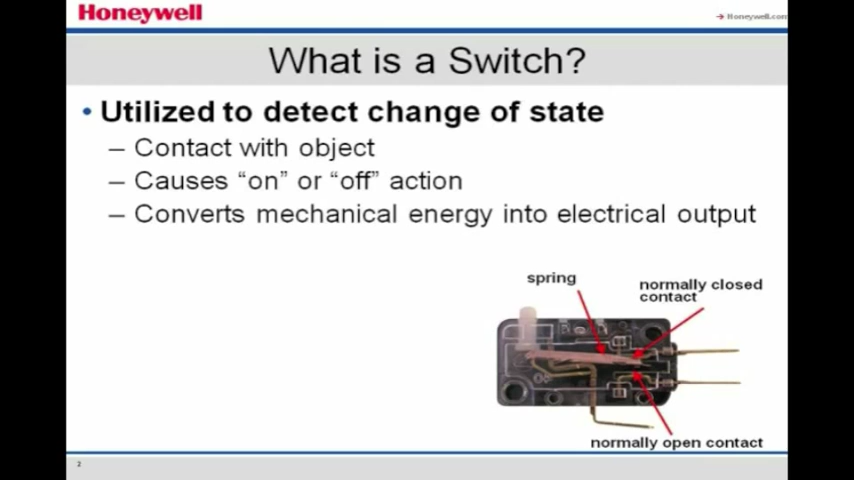 Honeywell
Honeywell.com
What is a Switch?
• Utilized to detect change of state
– Contact with object
– Causes “on” or “off” action
– Converts mechanical energy into electrical output
spring
normally closed
contact
normally open contact
2